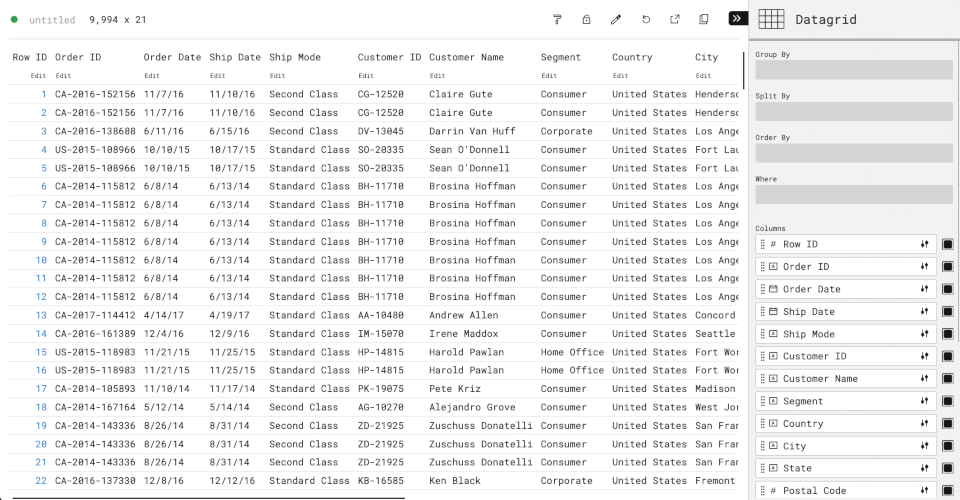 untitled 9,994 x 21
Datagrid
Row ID Order ID Order Date Ship Date Ship Mode Customer ID Customer Name Segment Country City
Edit Edit Edit Edit Edit Edit Edit Edit Edit Edit
1 CA-2016-152156 11/7/16 11/10/16 Second Class CG-12520 Claire Gute Consumer United States Henderso
2 CA-2016-152156 11/7/16 11/10/16 Second Class CG-12520 Claire Gute Consumer United States Henderso
3 CA-2016-138688 6/11/16 6/15/16 Second Class DV-13045 Darrin Van Huff Corporate United States Los Ange
4 US-2015-108966 10/10/15 10/17/15 Standard Class SO-20335 Sean O'Donnell Consumer United States Fort Lau
5 US-2015-108966 10/10/15 10/17/15 Standard Class SO-20335 Sean O'Donnell Consumer United States Fort Lau
6 CA-2014-115812 6/8/14 6/13/14 Standard Class BH-11710 Brosina Hoffman Consumer United States Los Ange
7 CA-2014-115812 6/8/14 6/13/14 Standard Class BH-11710 Brosina Hoffman Consumer United States Los Ange
8 CA-2014-115812 6/8/14 6/13/14 Standard Class BH-11710 Brosina Hoffman Consumer United States Los Ange
9 CA-2014-115812 6/8/14 6/13/14 Standard Class BH-11710 Brosina Hoffman Consumer United States Los Ange
10 CA-2014-115812 6/8/14 6/13/14 Standard Class BH-11710 Brosina Hoffman Consumer United States Los Ange
11 CA-2014-115812 6/8/14 6/13/14 Standard Class BH-11710 Brosina Hoffman Consumer United States Los Ange
12 CA-2014-115812 6/8/14 6/13/14 Standard Class BH-11710 Brosina Hoffman Consumer United States Los Ange
13 CA-2017-114412 4/14/17 4/19/17 Standard Class AA-10480 Andrew Allen Consumer United States Concord
14 CA-2016-161389 12/4/16 12/9/16 Standard Class IM-15070 Irene Maddox Consumer United States Seattle
15 US-2015-118983 11/21/15 11/25/15 Standard Class HP-14815 Harold Pawlan Home Office United States Fort Wor
16 US-2015-118983 11/21/15 11/25/15 Standard Class HP-14815 Harold Pawlan Home Office United States Fort Wor
17 CA-2014-105893 11/10/14 11/17/14 Standard Class PK-19075 Pete Kriz Consumer United States Madison
18 CA-2014-167164 5/12/14 5/14/14 Second Class AG-10270 Alejandro Grove Consumer United States West Jor
19 CA-2014-143336 8/26/14 8/31/14 Second Class ZD-21925 Zuschuss Donatelli Consumer United States San Fran
20 CA-2014-143336 8/26/14 8/31/14 Second Class ZD-21925 Zuschuss Donatelli Consumer United States San Fran
21 CA-2014-143336 8/26/14 8/31/14 Second Class ZD-21925 Zuschuss Donatelli Consumer United States San Fran
22 CA-2016-137330 12/8/16 12/12/16 Standard Class KB-16585 Ken Black Corporate United States Fremont
Group By
Split By
Order By
Where
Columns
# Row ID
A Order ID
Order Date
Ship Date
A Ship Mode
A Customer ID
A Customer Name
A Segment
A Country
A City
A State
# Postal Code